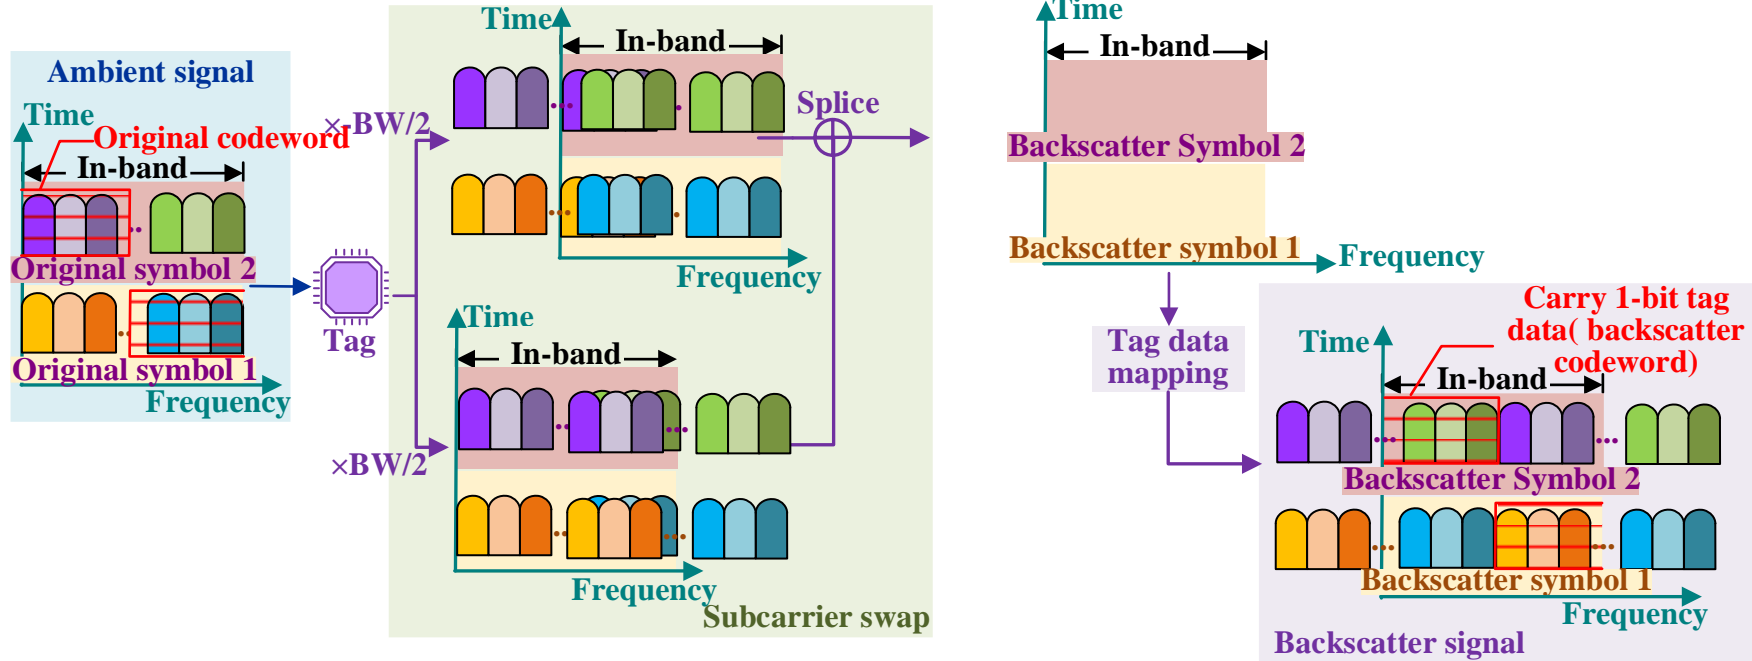 Ambient signal
Time
Original codeword
In-band
Original symbol 2
Original symbol 1
Frequency
Tag
×-BW/2
×BW/2
Time
In-band
Frequency
Splice
Time
In-band
Frequency
Subcarrier swap
Time
In-band
Backscatter Symbol 2
Backscatter symbol 1
Frequency
Tag data
mapping
Carry 1-bit tag
data( backscatter
codeword)
Time
In-band
Backscatter Symbol 2
Backscatter symbol 1
Frequency
Backscatter signal